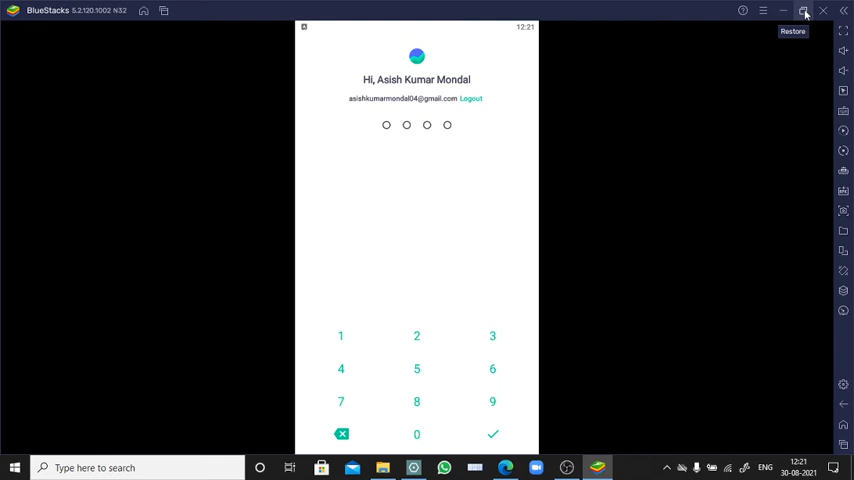 BlueStacks 5.2.120.1002 N32
Restore
12:21
Hi, Asish Kumar Mondal
asishkumarmondal04@gmail.com Logout
1 2 3
4 5 6
7 8 9
0
Type here to search
ENG
12:21
30-08-2021